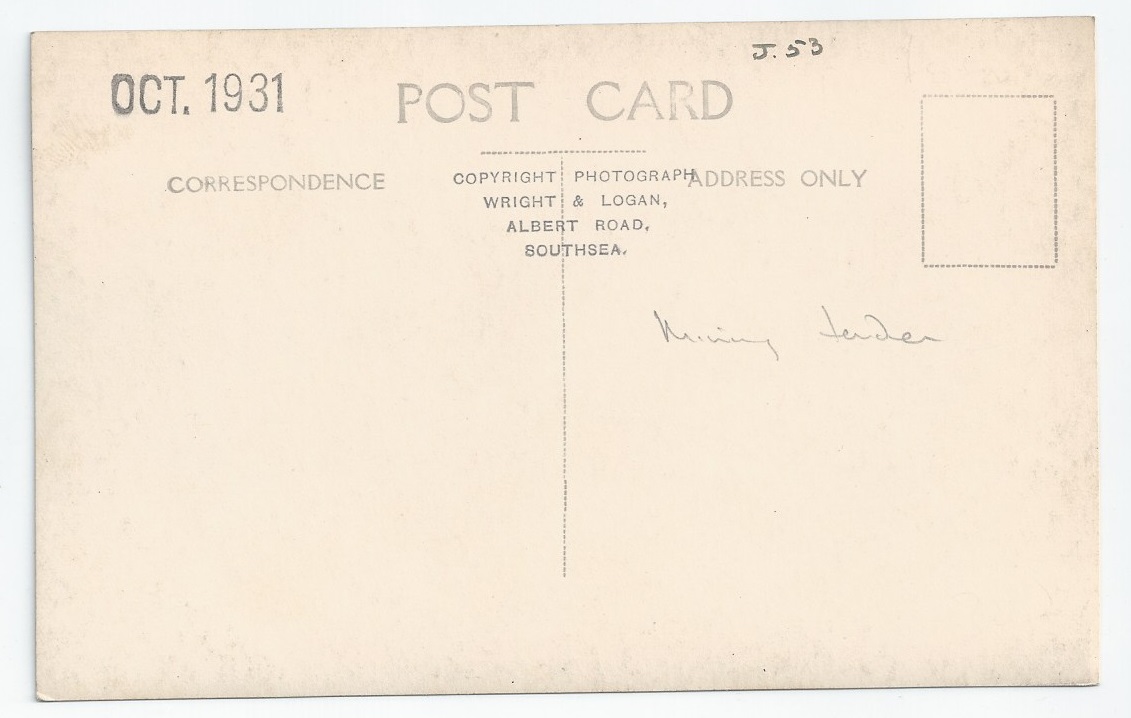 J. 53
OCT. 1931
POST CARD
CORRESPONDENCE
COPYRIGHT PHOTOGRAPH
WRIGHT & LOGAN,
ALBERT ROAD,
SOUTHSEA.
ADDRESS ONLY
Mining tender